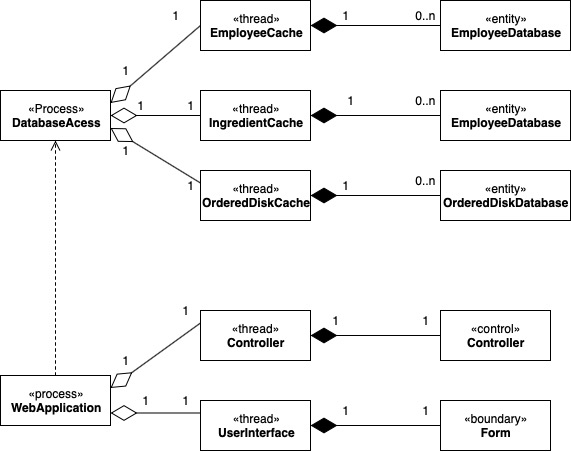 1
«thread»
EmployeeCache
1
0..n
«entity»
EmployeeDatabase
1
«Process»
DatabaseAcess
1
1
«thread»
IngredientCache
1
0..n
«entity»
EmployeeDatabase
1
1
«thread»
OrderedDiskCache
1
0..n
«entity»
OrderedDiskDatabase
1
«thread»
Controller
1
1
«control»
Controller
1
«process»
WebApplication
1
1
«thread»
UserInterface
1
1
«boundary»
Form